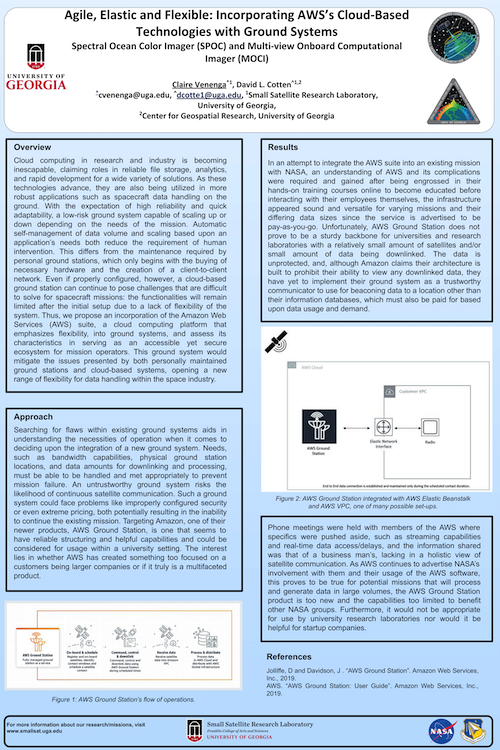 Agile, Elastic and Flexible: Incorporating AWS's Cloud-Based
Technologies with Ground Systems
Spectral Ocean Color Imager (SPOC) and Multi-view Onboard Computational
Imager (MOCI)
UNIVERSITY OF
GEORGIA
Claire Venenga^1, David L. Cotten^1,2
^cvenenga@uga.edu, ^dcotte1@uga.edu, 1Small Satellite Research Laboratory,
University of Georgia,
2Center for Geospatial Research, University of Georgia
Overview
Cloud computing in research and industry is becoming
inescapable, claiming roles in reliable file storage, analytics,
and rapid development for a wide variety of solutions. As these
technologies advance, they are also being utilized in more
robust applications such as spacecraft data handling on the
ground. With the expectation of high reliability and quick
adaptability, a low-risk ground system capable of scaling up or
down depending on the needs of the mission. Automatic
self-management of data volume and scaling based upon an
application's needs both reduce the requirement of human
intervention. This differs from the maintenance required by
personal ground stations, which only begins with the buying of
necessary hardware and the creation of a client-to-client
network. Even if properly configured, however, a cloud-based
ground station can continue to pose challenges that are difficult
to solve for spacecraft missions: the functionalities will remain
limited after the initial setup due to a lack of flexibility of the
system. Thus, we propose an incorporation of the Amazon Web
Services (AWS) suite, a cloud computing platform that
emphasizes flexibility, into ground systems, and assess its
characteristics in serving as an accessible yet secure
ecosystem for mission operators. This ground system would
mitigate the issues presented by both personally maintained
ground stations and cloud-based systems, opening a new
range of flexibility for data handling within the space industry.
Approach
Searching for flaws within existing ground systems aids in
understanding the necessities of operation when it comes to
deciding upon the integration of a new ground system. Needs,
such as bandwidth capabilities, physical ground station
locations, and data amounts for downlinking and processing,
must be able to be handled and met appropriately to prevent
mission failure. An untrustworthy ground system risks the
likelihood of continuous satellite communication. Such a ground
system could face problems like improperly configured security
or even extreme pricing, both potentially resulting in the inability
to continue the existing mission. Targeting Amazon, one of their
newer products, AWS Ground Station, is one that seems to
have reliable structuring and helpful capabilities and could be
considered for usage within a university setting. The interest
lies in whether AWS has created something too focused on a
customers being larger companies or if it truly is a multifaceted
product.
AWS Ground Station
Fully managed ground
station as a service
On-board & schedule
Command, control
& downlink
Receive data
Process & distribute
Figure 1: AWS Ground Station's flow of operations.
Results
In an attempt to integrate the AWS suite into an existing mission
with NASA, an understanding of AWS and its complications
were required and gained after being engrossed in their
hands-on training courses online to become educated before
interacting with their employees themselves, the infrastructure
appeared sound and versatile for varying missions and their
differing data sizes since the service is advertised to be
pay-as-you-go. Unfortunately, AWS Ground Station does not
prove to be a sturdy backbone for universities and research
laboratories with a relatively small amount of satellites and/or
small amount of data being downlinked. The data is
unprotected, and, although Amazon claims their architecture is
built to prohibit their ability to view any downlinked data, they
have yet to implement their ground system as a trustworthy
communicator to use for beaconing data to a location other than
their information databases, which must also be paid for based
upon data usage and demand.
AWS Cloud
Customer VPC
AWS Ground
Station
Elastic Network
Interface
Radio
End to End data connection is established and maintained only during the scheduled contact duration.
Figure 2: AWS Ground Station integrated with AWS Elastic Beanstalk
and AWS VPC, one of many possible set-ups.
Phone meetings were held with members of the AWS where
specifics were pushed aside, such as streaming capabilities
and real-time data access/delays, and the information shared
was that of a business man's, lacking in a holistic view of
satellite communication. As AWS continues to advertise NASA's
involvement with them and their usage of the AWS software,
this proves to be true for potential missions that will process
and generate data in large volumes, the AWS Ground Station
product is too new and the capabilities too limited to benefit
other NASA groups. Furthermore, it would not be appropriate
for use by university research laboratories nor would it be
helpful for startup companies.
References
Jolliffe, D and Davidson, J . "AWS Ground Station". Amazon Web Services,
Inc., 2019.
AWS. "AWS Ground Station: User Guide". Amazon Web Services, Inc.,
2019.
For more information about our research/missions, visit
www.smallsat.uga.edu
Small Satellite Research Laboratory
Franklin College of Arts and Sciences
UNIVERSITY OF GEORGIA
NASA